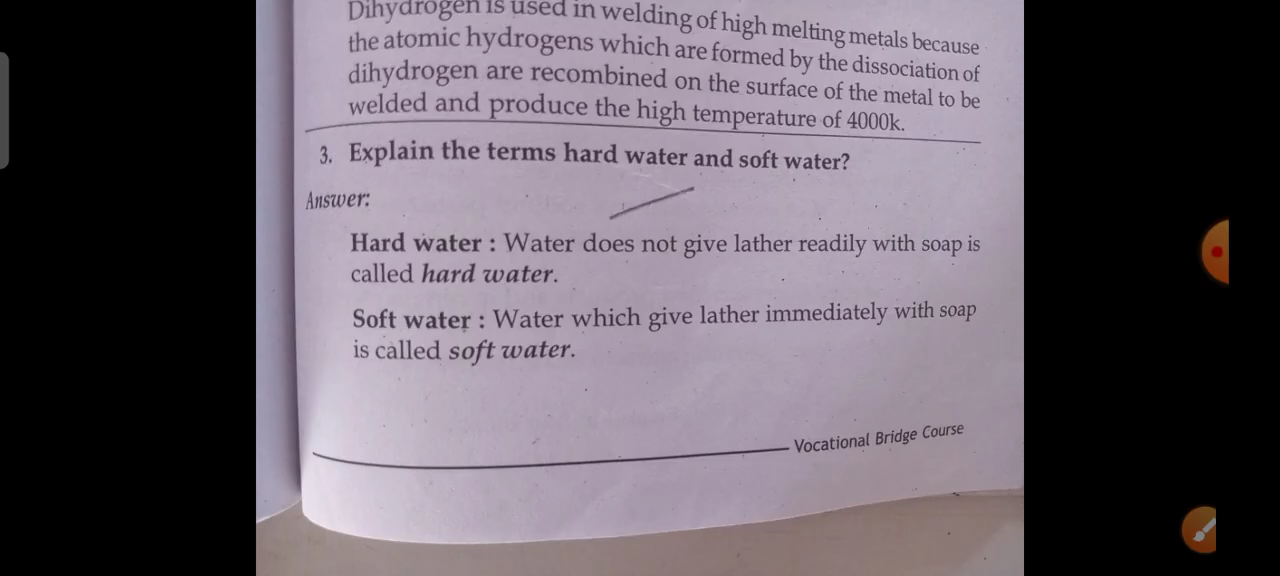 Dihydrogen is used in welding of high melting metals because
the atomic hydrogens which are formed by the dissociation of
dihydrogen are recombined on the surface of the metal to be
welded and produce the high temperature of 4000k.
3. Explain the terms hard water and soft water?
Answer:
Hard water : Water does not give lather readily with soap is
called hard water.
Soft water : Water which give lather immediately with soap
is called soft water.
Vocational Bridge Course